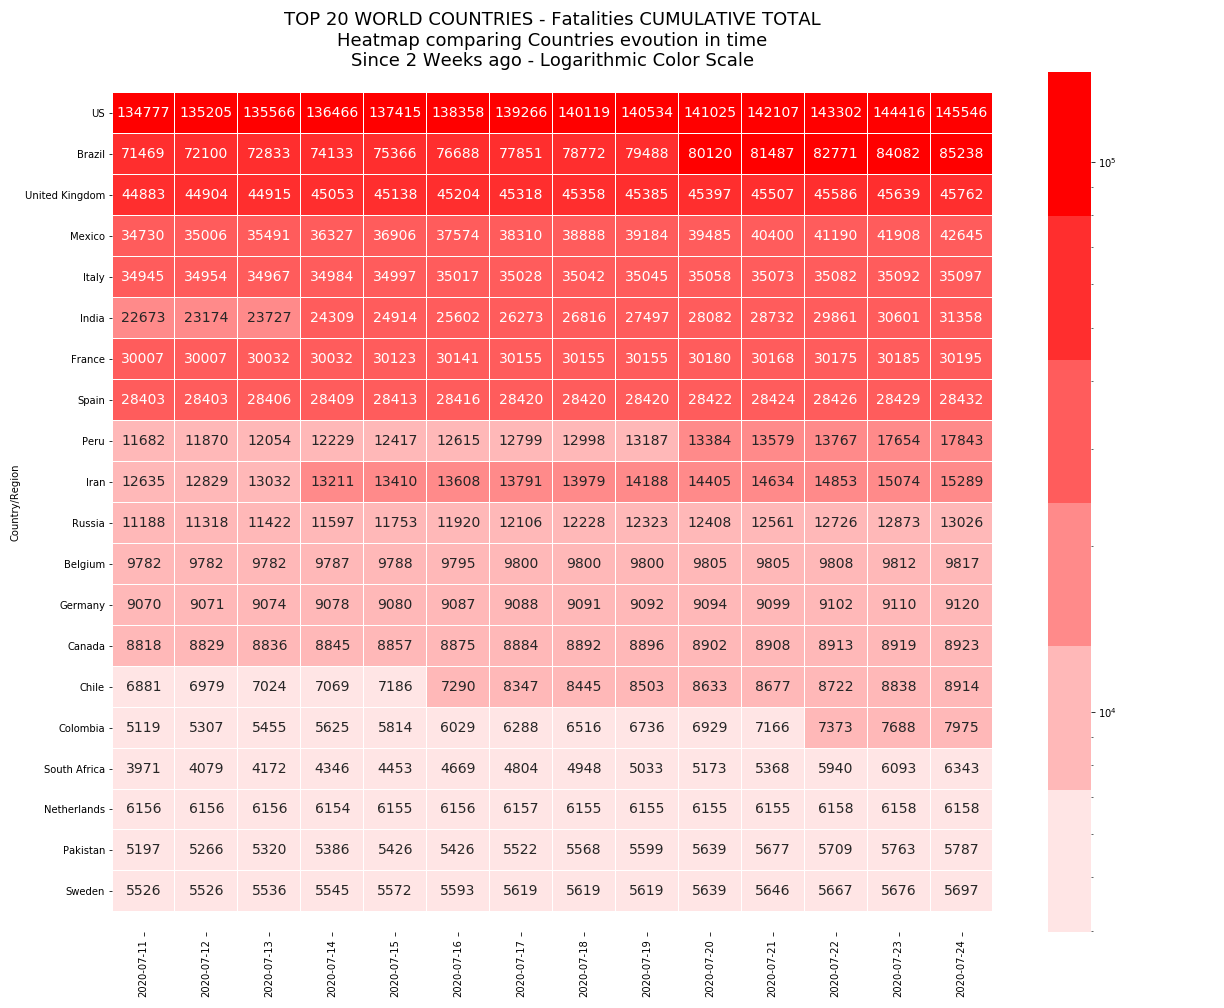 TOP 20 WORLD COUNTRIES - Fatalities CUMULATIVE TOTAL
Heatmap comparing Countries evoution in time
Since 2 Weeks ago - Logarithmic Color Scale
US 134777 135205 135566 136466 137415 138358 139266 140119 140534 141025 142107 143302 144416 145546
Brazil 71469 72100 72833 74133 75366 76688 77851 78772 79488 80120 81487 82771 84082 85238
United Kingdom 44883 44904 44915 45053 45138 45204 45318 45358 45385 45397 45507 45586 45639 45762
Mexico 34730 35006 35491 36327 36906 37574 38310 38888 39184 39485 40400 41190 41908 42645
Italy 34945 34954 34967 34984 34997 35017 35028 35042 35045 35058 35073 35082 35092 35097
India 22673 23174 23727 24309 24914 25602 26273 26816 27497 28082 28732 29861 30601 31358
France 30007 30007 30032 30032 30123 30141 30155 30155 30155 30180 30168 30175 30185 30195
Spain 28403 28403 28406 28409 28413 28416 28420 28420 28420 28422 28424 28426 28429 28432
Peru 11682 11870 12054 12229 12417 12615 12799 12998 13187 13384 13579 13767 17654 17843
Iran 12635 12829 13032 13211 13410 13608 13791 13979 14188 14405 14634 14853 15074 15289
Russia 11188 11318 11422 11597 11753 11920 12106 12228 12323 12408 12561 12726 12873 13026
Belgium 9782 9782 9782 9787 9788 9795 9800 9800 9800 9805 9805 9808 9812 9817
Germany 9070 9071 9074 9078 9080 9087 9088 9091 9092 9094 9099 9102 9110 9120
Canada 8818 8829 8836 8845 8857 8875 8884 8892 8896 8902 8908 8913 8919 8923
Chile 6881 6979 7024 7069 7186 7290 8347 8445 8503 8633 8677 8722 8838 8914
Colombia 5119 5307 5455 5625 5814 6029 6288 6516 6736 6929 7166 7373 7688 7975
South Africa 3971 4079 4172 4346 4453 4669 4804 4948 5033 5173 5368 5940 6093 6343
Netherlands 6156 6156 6156 6154 6155 6156 6157 6155 6155 6155 6155 6158 6158 6158
Pakistan 5197 5266 5320 5386 5426 5426 5522 5568 5599 5639 5677 5709 5763 5787
Sweden 5526 5526 5536 5545 5572 5593 5619 5619 5619 5639 5646 5667 5676 5697
2020-07-11 2020-07-12 2020-07-13 2020-07-14 2020-07-15 2020-07-16 2020-07-17 2020-07-18 2020-07-19 2020-07-20 2020-07-21 2020-07-22 2020-07-23 2020-07-24
Country/Region
10⁵
10⁴